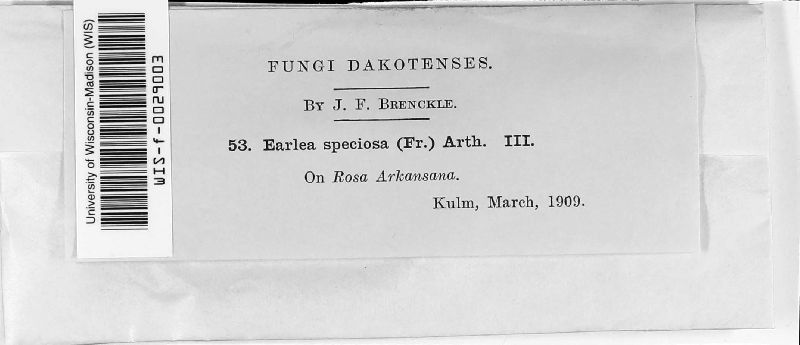 FUNGI DAKOTENSES.
BY J. F. BRENCKLE.
53. Earlea speciosa (Fr.) Arth. III.
On Rosa Arkansana.
Kulm, March, 1909.
University of Wisconsin-Madison (WIS)
WIS-f-0029003